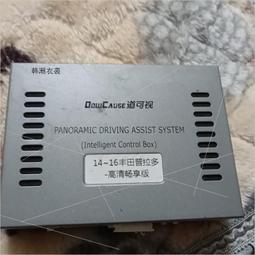 韩潮衣裘
DOWCAUSE道可视
PANORAMIC DRIVING ASSIST SYSTEM
(Intelligent Control Box)
14-16丰田普拉多
-高清畅享版